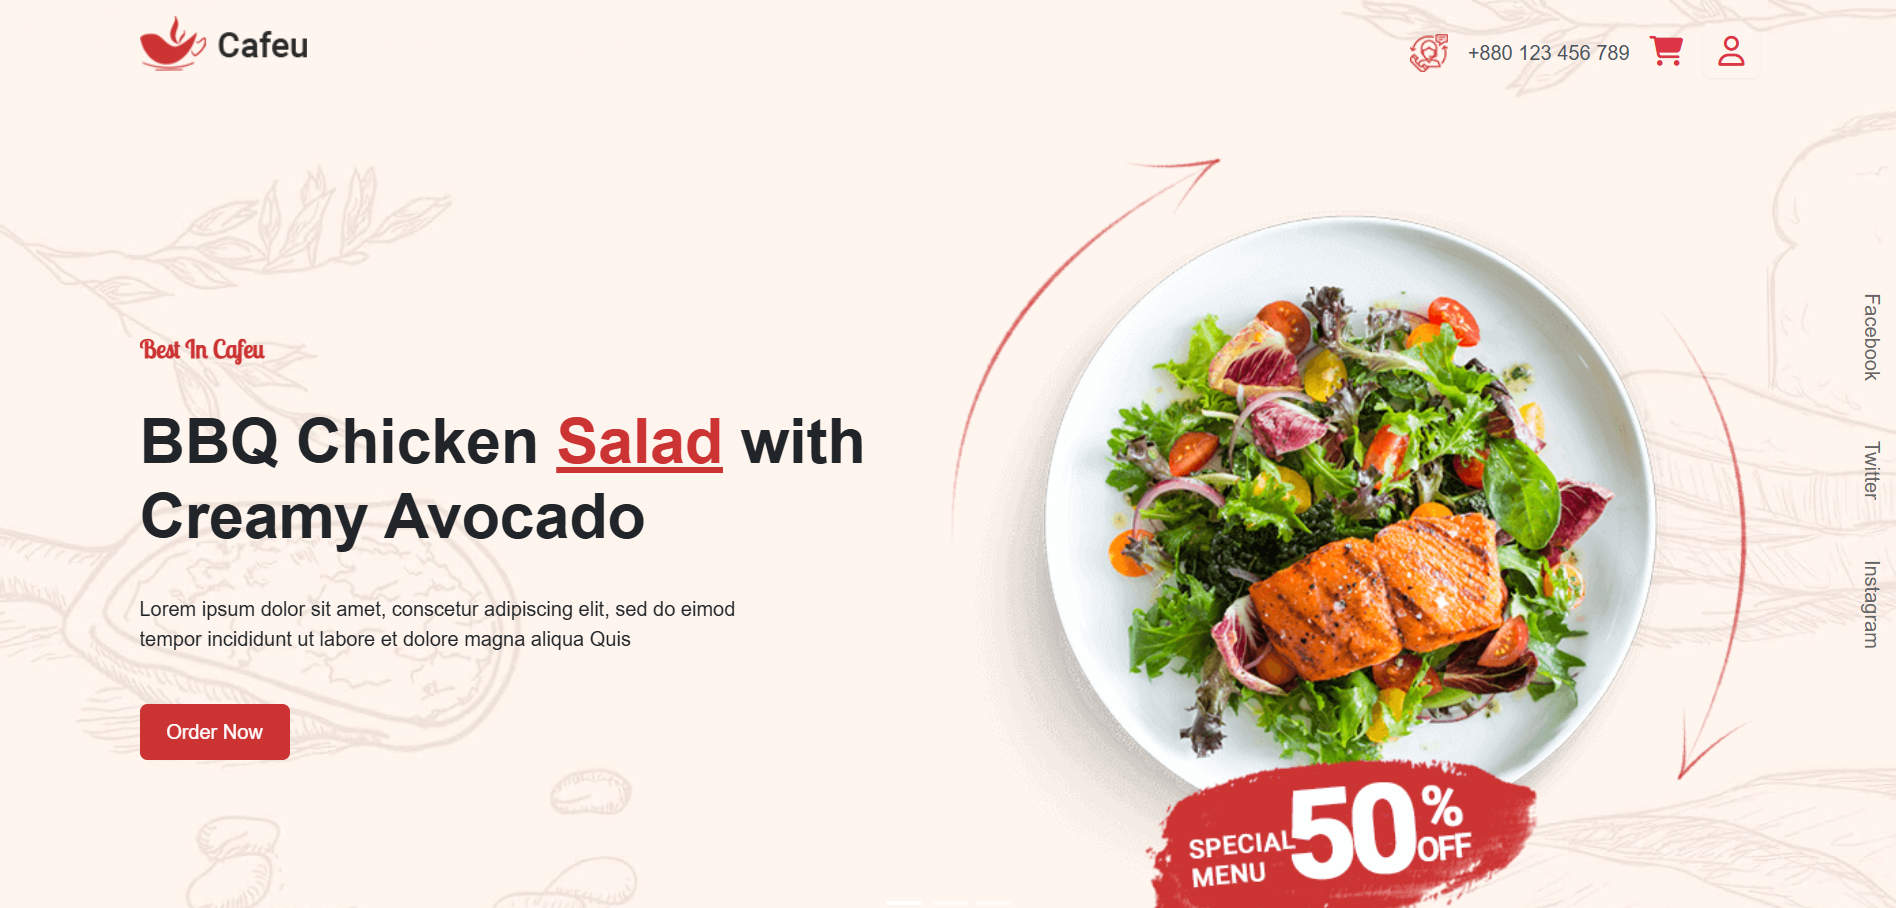 Cafeu
+880 123 456 789
Best In Cafeu
BBQ Chicken Salad with
Creamy Avocado
Lorem ipsum dolor sit amet, conscetur adipiscing elit, sed do eimod
tempor incididunt ut labore et dolore magna aliqua Quis
Order Now
SPECIAL
MENU
50%
OFF
Facebook
Twitter
Instagram